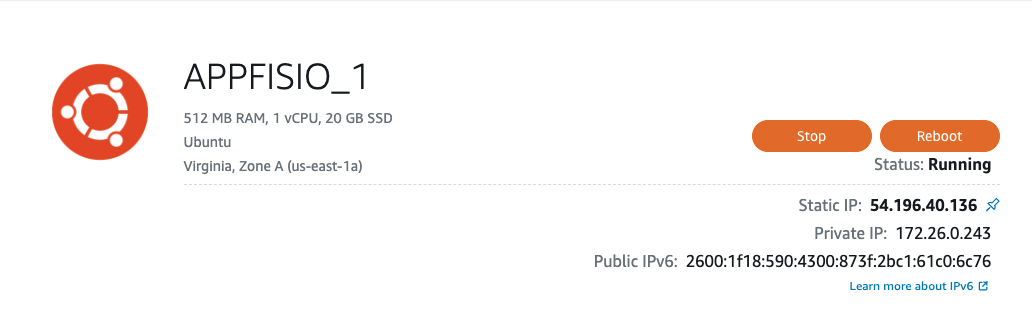 APPFISIO_1
512 MB RAM, 1 vCPU, 20 GB SSD
Ubuntu
Virginia, Zone A (us-east-1a)
Stop
Reboot
Status: Running
Static IP: 54.196.40.136
Private IP: 172.26.0.243
Public IPv6: 2600:1f18:590:4300:873f:2bc1:61c0:6c76
Learn more about IPv6